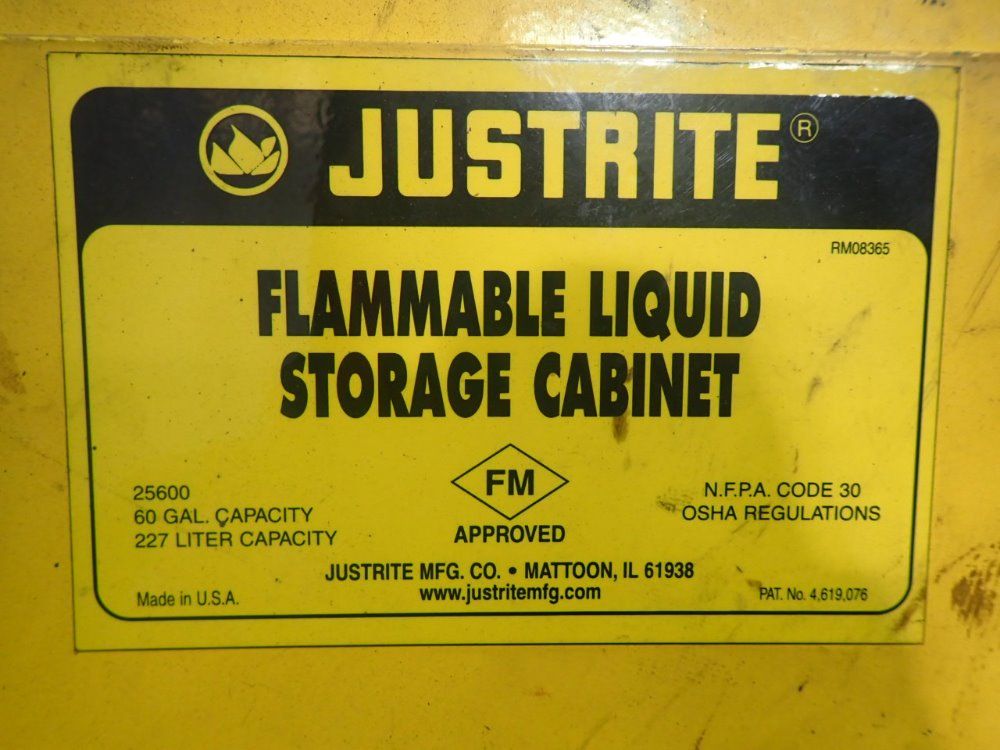 JUSTRITE®
RM08365
FLAMMABLE LIQUID
STORAGE CABINET
25600
60 GAL. CAPACITY
227 LITER CAPACITY
FM
APPROVED
N.F.P.A. CODE 30
OSHA REGULATIONS
JUSTRITE MFG. CO. • MATTOON, IL 61938
www.justritemfg.com
Made in U.S.A.
PAT. No. 4,619,076